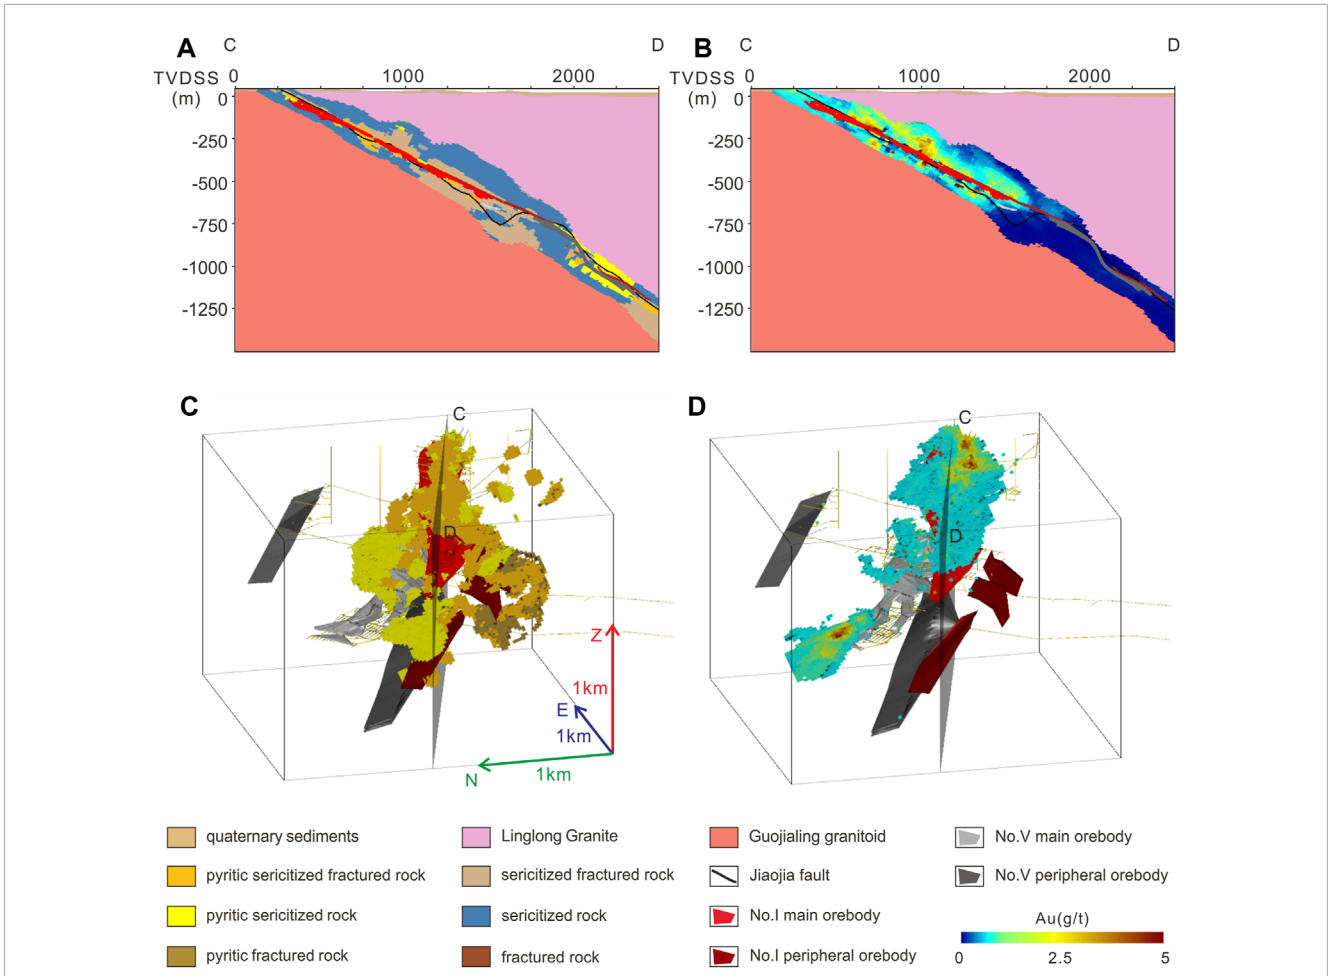 A C D
TVDSS 0 1000 2000
(m)
0
-250
-500
-750
-1000
-1250
B C D
TVDSS 0 1000 2000
(m)
0
-250
-500
-750
-1000
-1250
C
C
D
Z
1km
E
1km
N
1km
D
C
D
quaternary sediments
Linglong Granite
Guojialing granitoid
No.V main orebody
pyritic sericitized fractured rock
sericitized fractured rock
Jiaojia fault
No.V peripheral orebody
pyritic sericitized rock
sericitized rock
No.I main orebody
Au(g/t)
pyritic fractured rock
fractured rock
No.I peripheral orebody
0 2.5 5